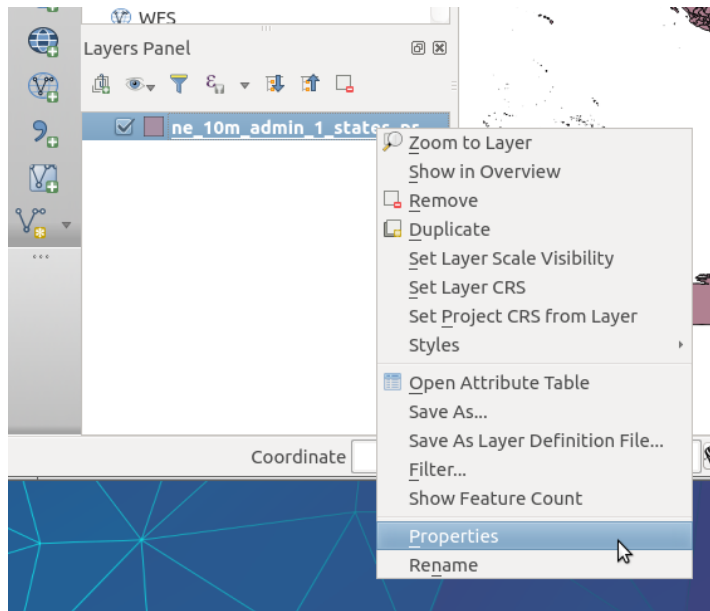 WFS
Layers Panel
ne_10m_admin_1_states_pr
Zoom to Layer
Show in Overview
Remove
Duplicate
Set Layer Scale Visibility
Set Layer CRS
Set Project CRS from Layer
Styles
Open Attribute Table
Save As...
Save As Layer Definition File...
Filter...
Show Feature Count
Coordinate
Properties
Rename